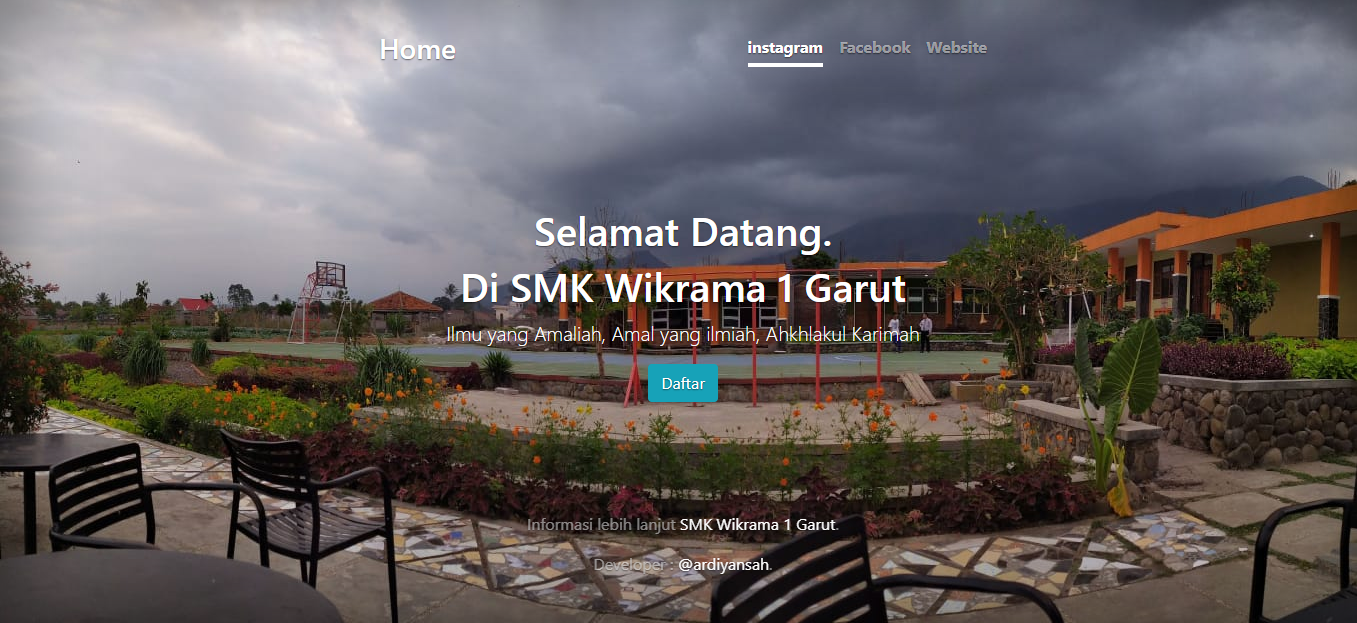 Home
instagram Facebook Website
Selamat Datang.
Di SMK Wikrama 1 Garut
Ilmu yang Amaliah, Amal yang ilmiah, Ahkhlakul Karimah
Daftar
Informasi lebih lanjut SMK Wikrama 1 Garut.
Developer : @ardiyansah.